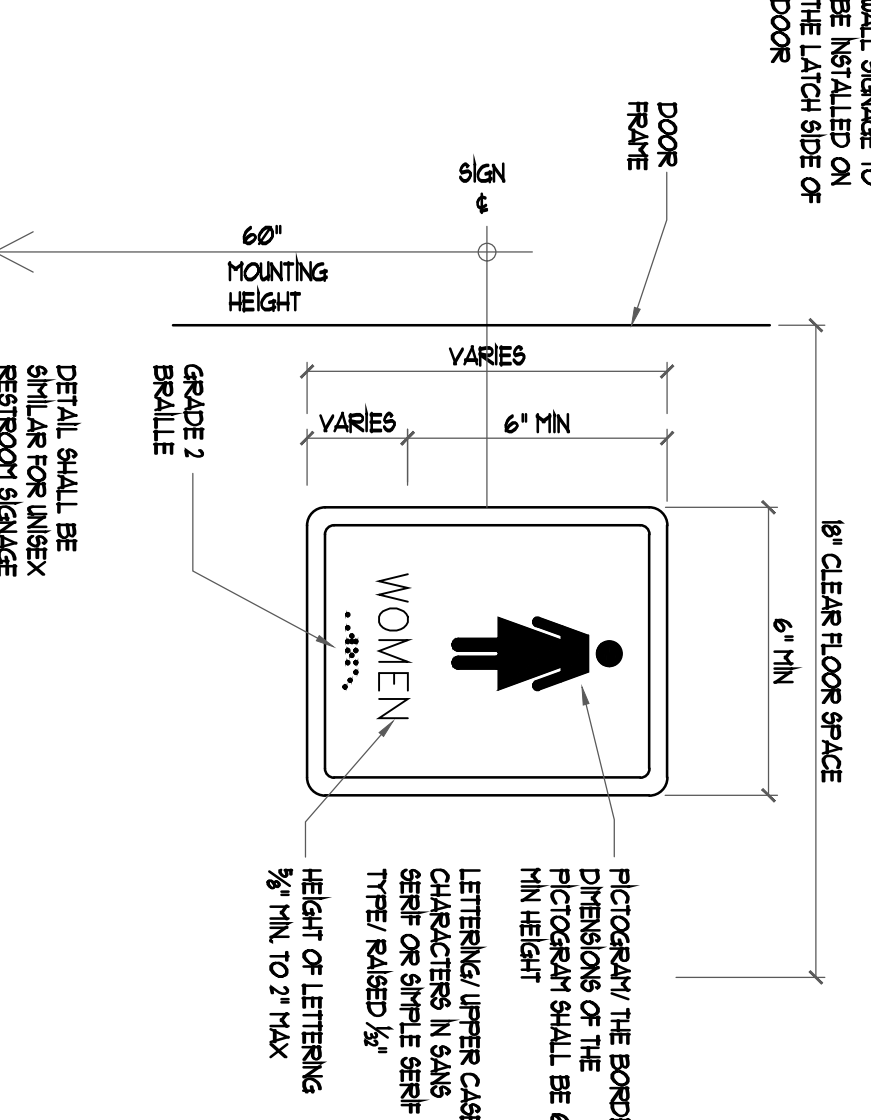 WALL SIGNAGE TO
BE INSTALLED ON
THE LATCH SIDE OF
DOOR
DOOR
FRAME
18" CLEAR FLOOR SPACE
6" MIN
SIGN
℄
60"
MOUNTING
HEIGHT
VARIES
6" MIN
VARIES
WOMEN
PICTOGRAM/ THE BORDE
DIMENSIONS OF THE
PICTOGRAM SHALL BE 6
MIN HEIGHT
LETTERING/ UPPER CASE
CHARACTERS IN SANS
SERIF OR SIMPLE SERIF
TYPE/ RAISED 1/32"
HEIGHT OF LETTERING
5/8" MIN. TO 2" MAX
GRADE 2
BRAILLE
DETAIL SHALL BE
SIMILAR FOR UNISEX
RESTROOM SIGNAGE